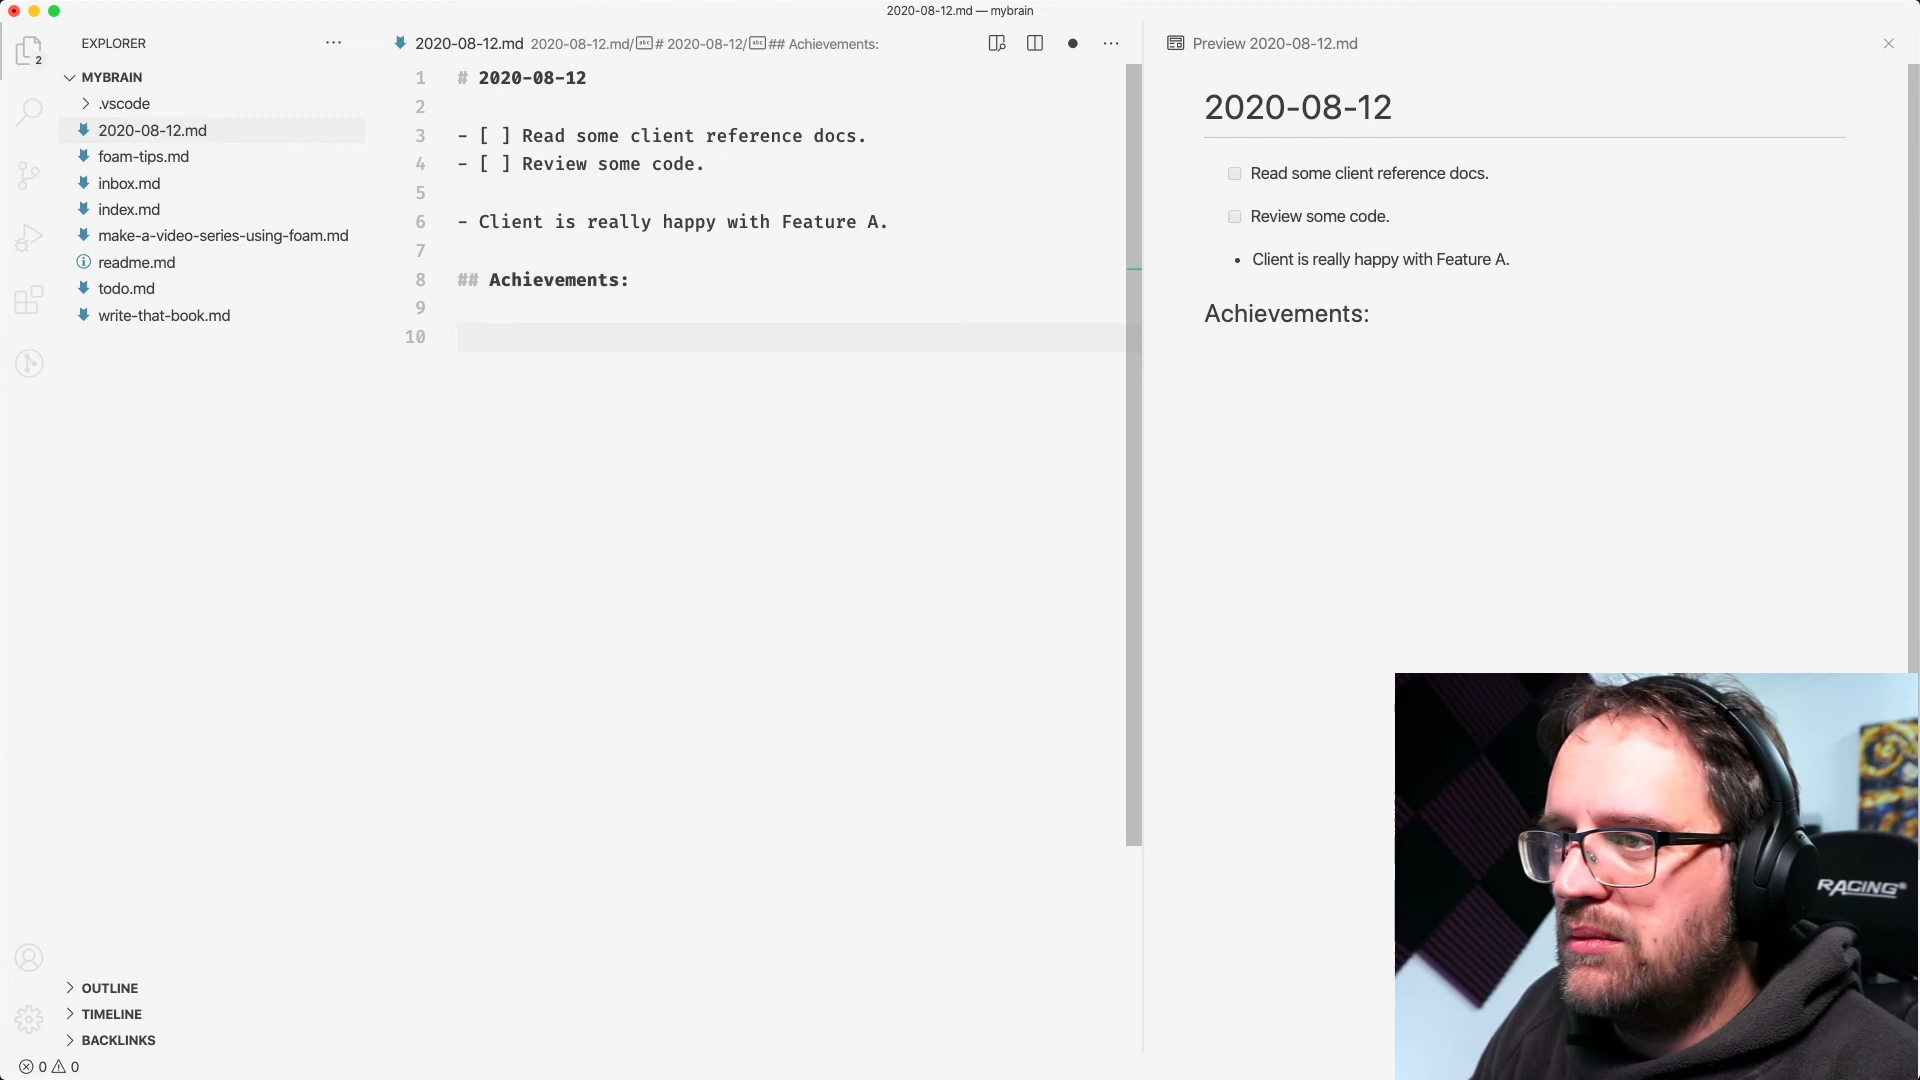 2020-08-12.md — mybrain
2
EXPLORER
MYBRAIN
.vscode
2020-08-12.md
foam-tips.md
inbox.md
index.md
make-a-video-series-using-foam.md
readme.md
todo.md
write-that-book.md
OUTLINE
TIMELINE
BACKLINKS
0 0
2020-08-12.md 2020-08-12.md/ abc # 2020-08-12/ abc ## Achievements:
1 # 2020-08-12
2
3 - [ ] Read some client reference docs.
4 - [ ] Review some code.
5
6 - Client is really happy with Feature A.
7
8 ## Achievements:
9
10
Preview 2020-08-12.md
2020-08-12
Read some client reference docs.
Review some code.
• Client is really happy with Feature A.
Achievements:
RACING®